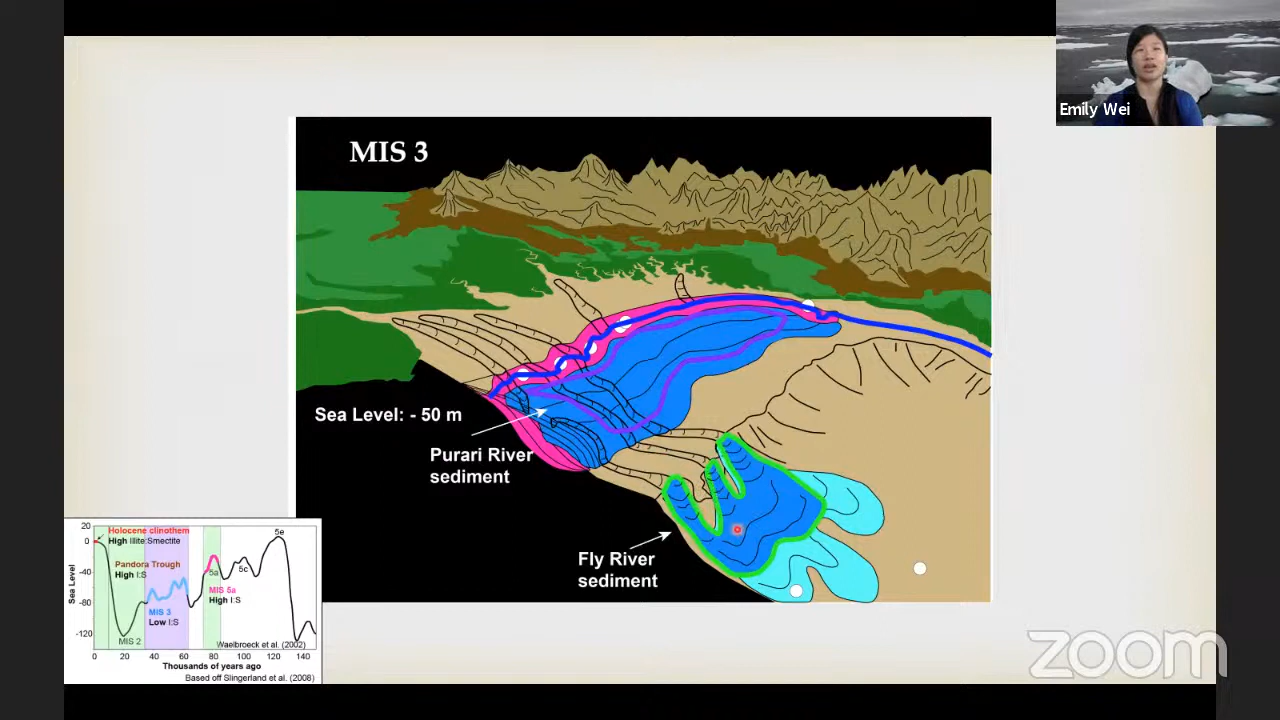 Emily Wei
MIS 3
Sea Level: - 50 m
Purari River
sediment
Fly River
sediment
20
0
-40
-80
-120
Sea Level
Holocene clinothem
High Illite:Smectite
Pandora Trough
High I:S
MIS 3
Low I:S
MIS 2
5a
MIS 5a
High I:S
5c
5e
Waelbroeck et al. (2002)
0 20 40 60 80 100 120 140
Thousands of years ago
Based off Slingerland et al. (2008)
zoom